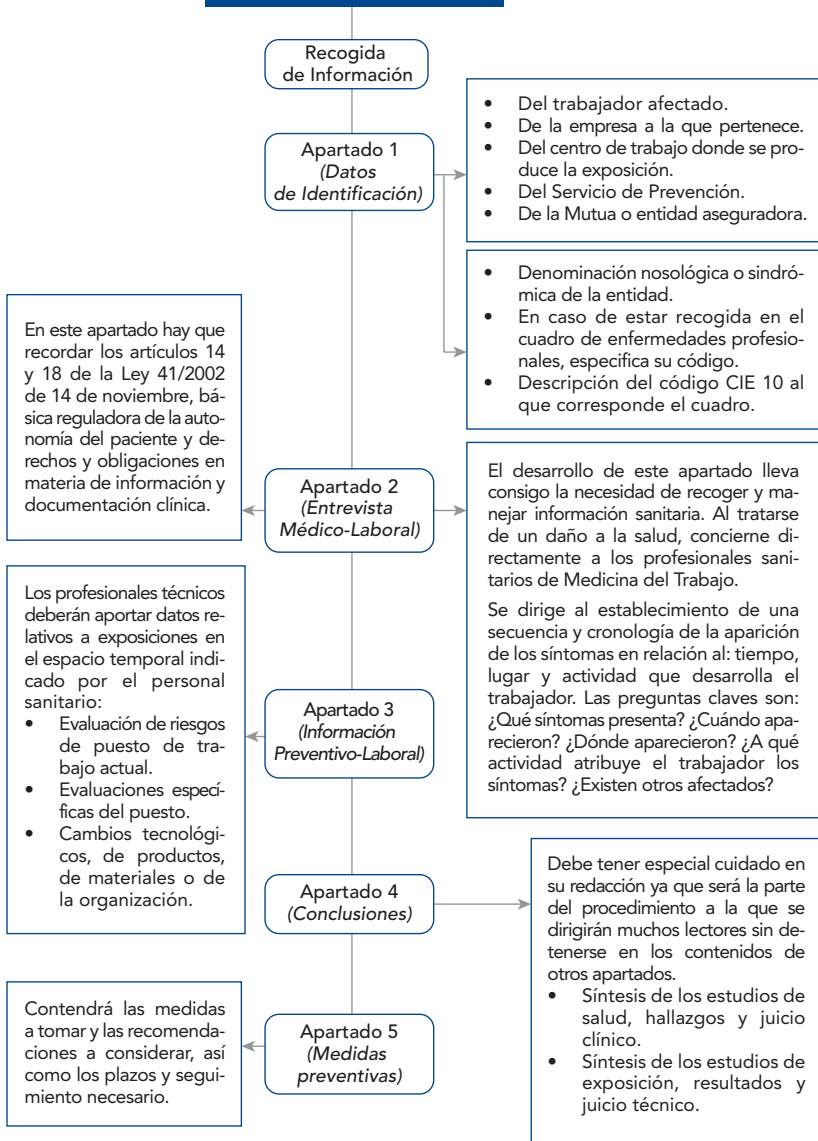 Recogida
de Información
Apartado 1
(Datos
de Identificación)
• Del trabajador afectado.
• De la empresa a la que pertenece.
• Del centro de trabajo donde se pro-
duce la exposición.
• Del Servicio de Prevención.
• De la Mutua o entidad aseguradora.
• Denominación nosológica o sindró-
mica de la entidad.
• En caso de estar recogida en el
cuadro de enfermedades profesio-
nales, especifica su código.
• Descripción del código CIE 10 al
que corresponde el cuadro.
En este apartado hay que
recordar los artículos 14
y 18 de la Ley 41/2002
de 14 de noviembre, bá-
sica reguladora de la auto-
nomía del paciente y de-
rechos y obligaciones en
materia de información y
documentación clínica.
Apartado 2
(Entrevista
Médico-Laboral)
El desarrollo de este apartado lleva
consigo la necesidad de recoger y ma-
nejar información sanitaria. Al tratarse
de un daño a la salud, concierne di-
rectamente a los profesionales sani-
tarios de Medicina del Trabajo.
Se dirige al establecimiento de una
secuencia y cronología de la aparición
de los síntomas en relación al: tiempo,
lugar y actividad que desarrolla el
trabajador. Las preguntas claves son:
¿Qué síntomas presenta? ¿Cuándo apa-
recieron? ¿Dónde aparecieron? ¿A qué
actividad atribuye el trabajador los
síntomas? ¿Existen otros afectados?
Los profesionales técnicos
deberán aportar datos re-
lativos a exposiciones en
el espacio temporal indi-
cado por el personal
sanitario:
• Evaluación de riesgos
de puesto de tra-
bajo actual.
• Evaluaciones especí-
ficas del puesto.
• Cambios tecnológi-
cos, de productos,
de materiales o de
la organización.
Apartado 3
(Información
Preventivo-Laboral)
Apartado 4
(Conclusiones)
Debe tener especial cuidado en
su redacción ya que será la parte
del procedimiento a la que se
dirigirán muchos lectores sin de-
tenerse en los contenidos de
otros apartados.
• Síntesis de los estudios de
salud, hallazgos y juicio
clínico.
• Síntesis de los estudios de
exposición, resultados y
juicio técnico.
Contendrá las medidas
a tomar y las recomenda-
ciones a considerar, así
como los plazos y segui-
miento necesario.
Apartado 5
(Medidas
preventivas)